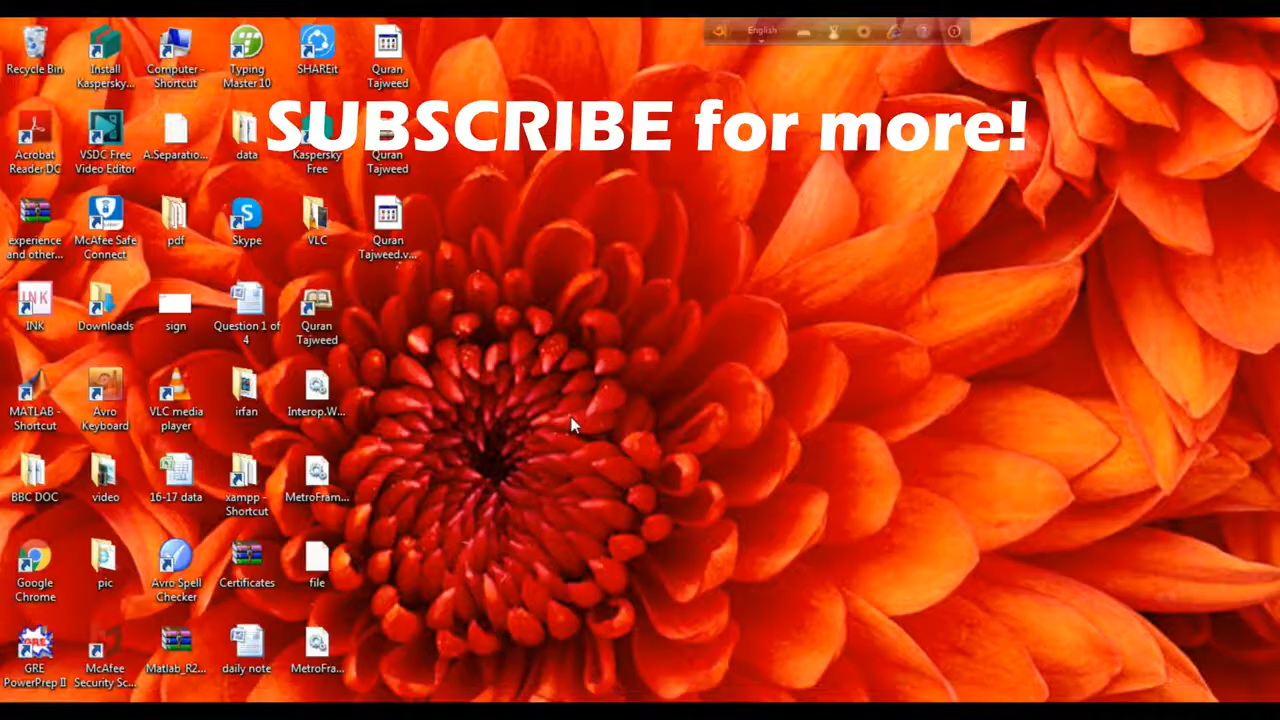 English
SUBSCRIBE for more!
Recycle Bin
Install
Kaspersky...
Computer -
Shortcut
Typing
Master 10
SHAREit
Quran
Tajweed
Acrobat
Reader DC
VSDC Free
Video Editor
A.Separatio...
data
Kaspersky
Free
Quran
Tajweed
experience
and other...
McAfee Safe
Connect
pdf
Skype
VLC
Quran
Tajweed.v...
INK
INK
Downloads
sign
Question 1 of
4
Quran
Tajweed
MATLAB -
Shortcut
Avro
Keyboard
VLC media
player
irfan
Interop.W...
BBC DOC
video
16-17 data
xampp -
Shortcut
MetroFram...
Google
Chrome
pic
Avro Spell
Checker
Certificates
file
GRE
GRE
PowerPrep II
McAfee
Security Sc...
Matlab_R2...
daily note
MetroFra...